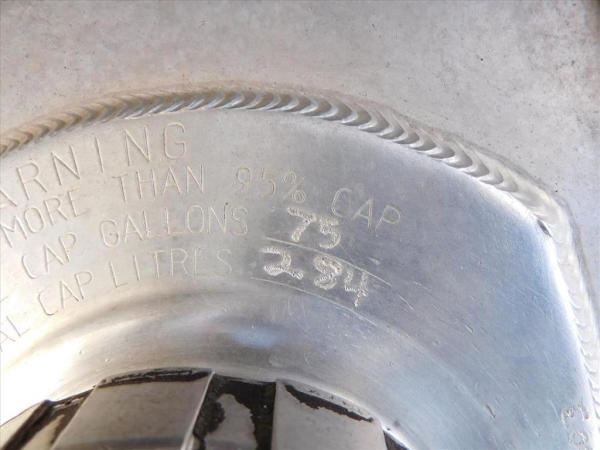 ARNING
MORE THAN 95% CAP
CAP GALLONS 75
AL CAP LITRES 284